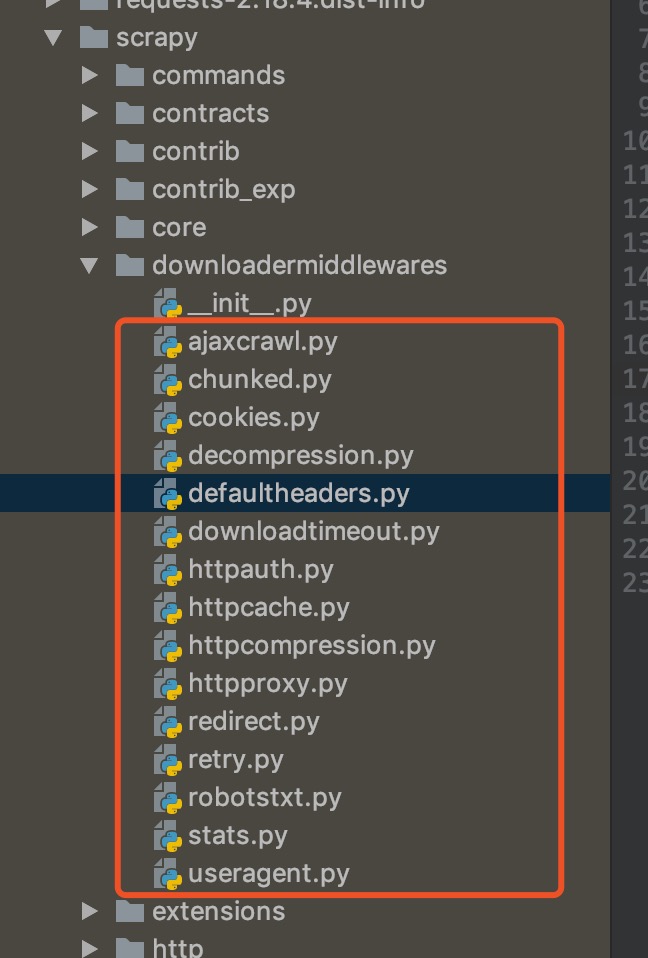 requests-2.18.4.dist-info
scrapy
commands
contracts
contrib
contrib_exp
core
downloadermiddlewares
__init__.py
ajaxcrawl.py
chunked.py
cookies.py
decompression.py
defaultheaders.py
downloadtimeout.py
httpauth.py
httpcache.py
httpcompression.py
httpproxy.py
redirect.py
retry.py
robotstxt.py
stats.py
useragent.py
extensions
http
6
7
8
9
10
11
12
13
14
15
16
17
18
19
20
21
22
23